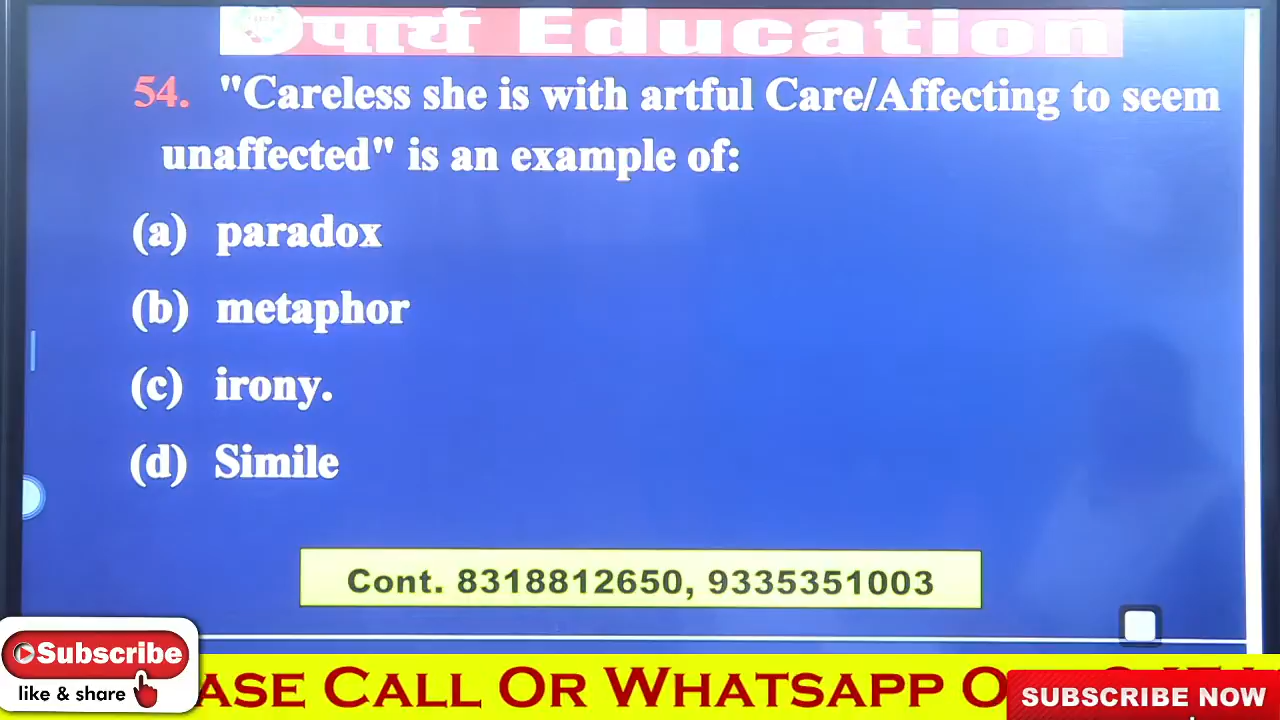 पार्थ Education
54. "Careless she is with artful Care/Affecting to seem
unaffected" is an example of:
(a) paradox
(b) metaphor
(c) irony.
(d) Simile
Cont. 8318812650, 9335351003
Subscribe
like & share
ASE CALL OR WHATSAPP O
SUBSCRIBE NOW